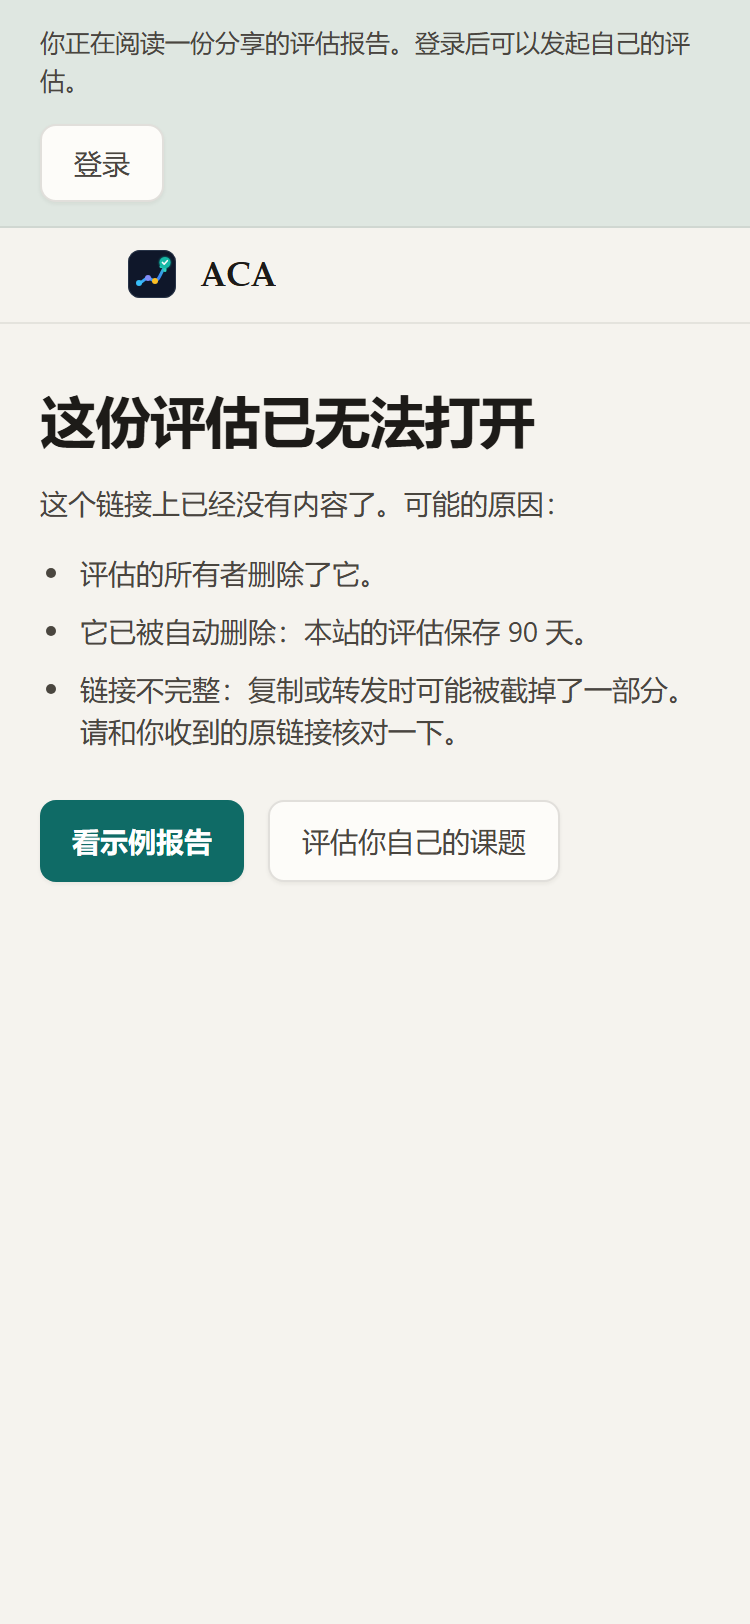 你正在阅读一份分享的评估报告。登录后可以发起自己的评
估。
登录
ACA
这份评估已无法打开
这个链接上已经没有内容了。可能的原因：
评估的所有者删除了它。
它已被自动删除：本站的评估保存 90 天。
链接不完整：复制或转发时可能被截掉了一部分。
请和你收到的原链接核对一下。
看示例报告
评估你自己的课题